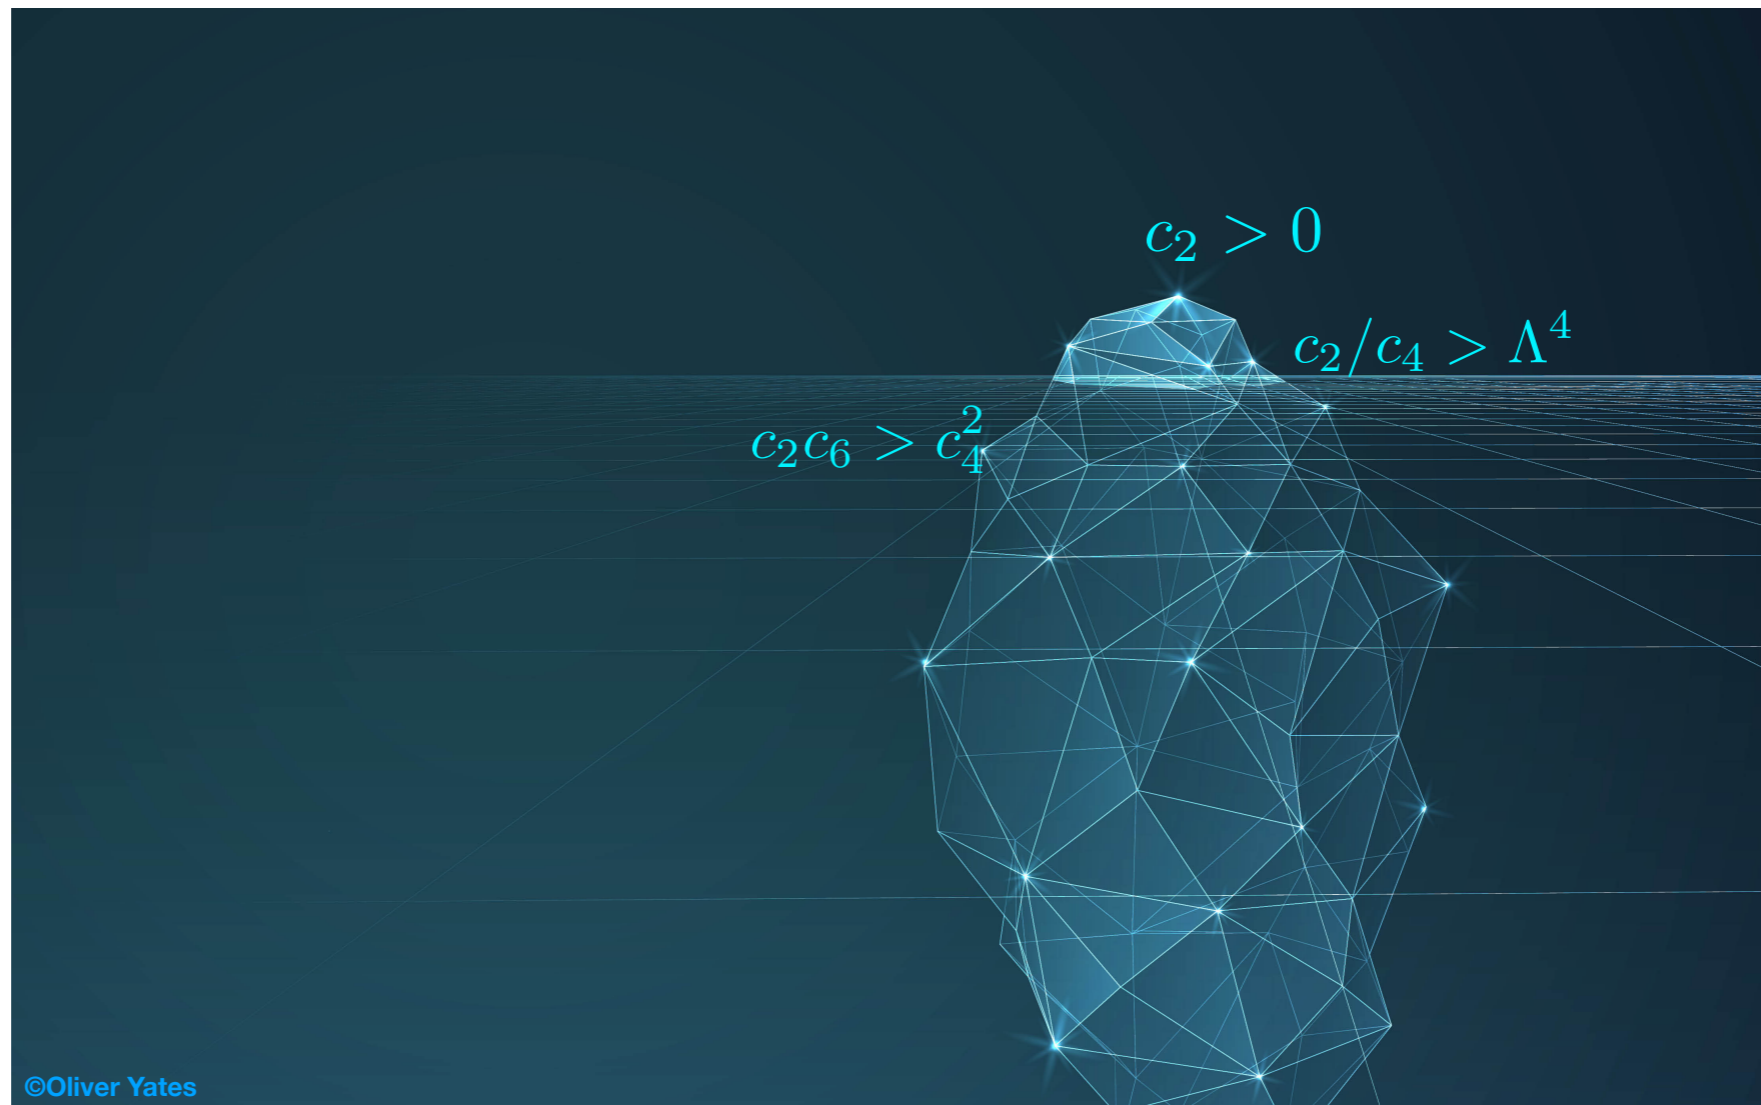 c₂ > 0
c₂/c₄ > Λ⁴
c₂c₆ > c₄²
©Oliver Yates